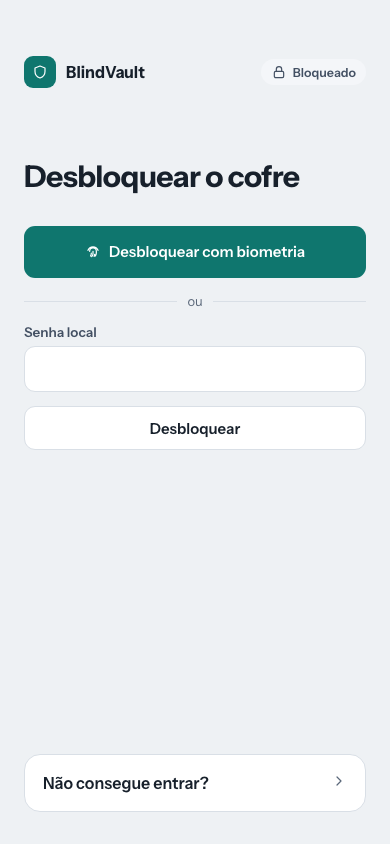 BlindVault
Bloqueado
Desbloquear o cofre
Desbloquear com biometria
ou
Senha local
Desbloquear
Não consegue entrar?